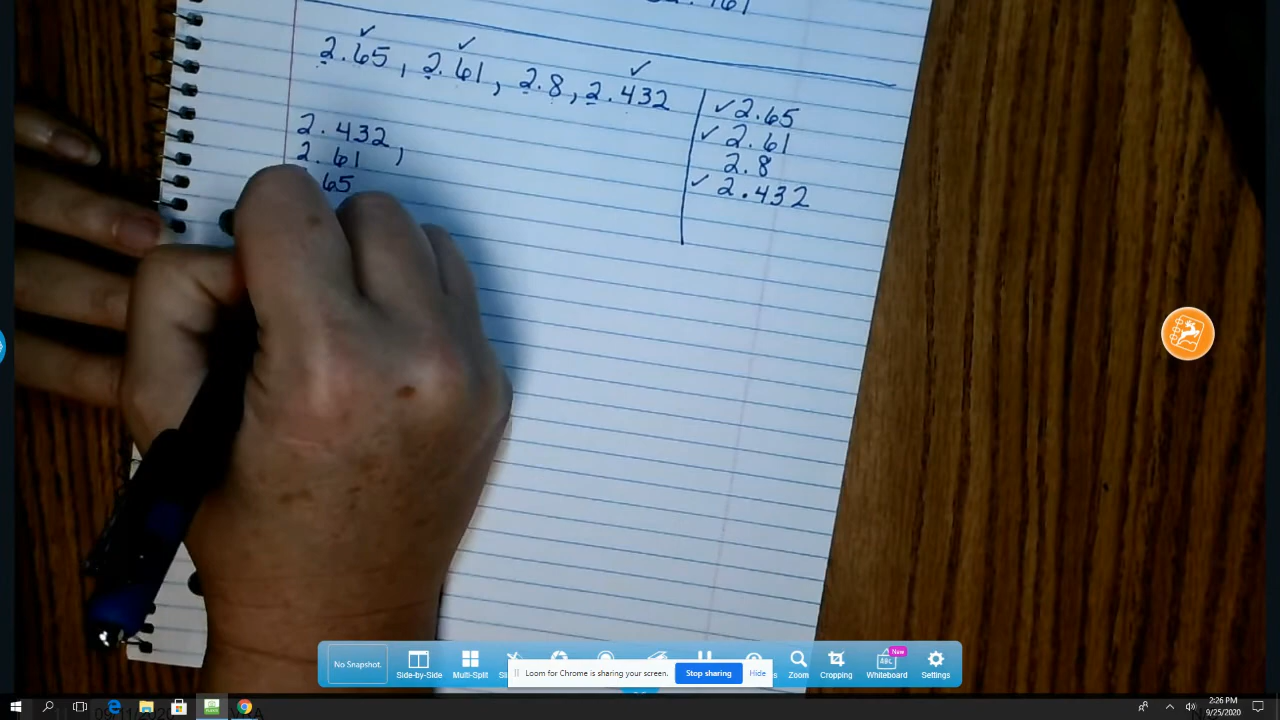 2.65, 2.61, 2.8, 2.432
✓ 2.65
✓ 2.61
2.8
✓ 2.432
2.432,
2.61
.65
No Snapshot.
Side-by-Side
Multi-Split
Loom for Chrome is sharing your screen.
Stop sharing
Hide
Zoom
Cropping
New
ABC
Whiteboard
Settings
2:26 PM
9/25/2020